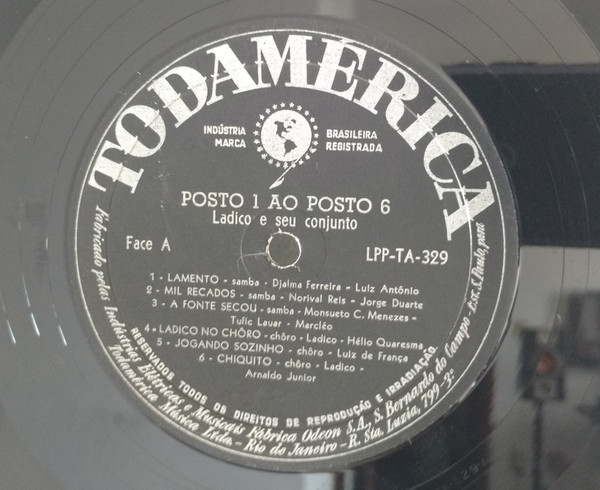 TODAMÉRICA
INDÚSTRIA BRASILEIRA
MARCA REGISTRADA
POSTO 1 AO POSTO 6
Ladico e seu conjunto
Face A LPP-TA-329
1 - LAMENTO - samba - Djalma Ferreira - Luiz Antônio
2 - MIL RECADOS - samba - Norival Reis - Jorge Duarte
3 - A FONTE SECOU - samba - Monsueto C. Menezes -
Tufic Lauar - Marcléo
4 - LADICO NO CHÔRO - chôro - Ladico - Hélio Quaresma
5 - JOGANDO SOZINHO - chôro - Luiz de França
6 - CHIQUITO - chôro - Ladico -
Arnaldo Junior
RESERVADOS TODOS OS DIREITOS DE REPRODUÇÃO E IRRADIAÇÃO.
Fabricado pelas Indústrias Elétricas e Musicais Fábrica Odeon S.A., S. Bernardo do Campo - Est. S. Paulo, para
Todamérica Música Ltda. - Rio de Janeiro - R. Sta. Luzia, 799-3º